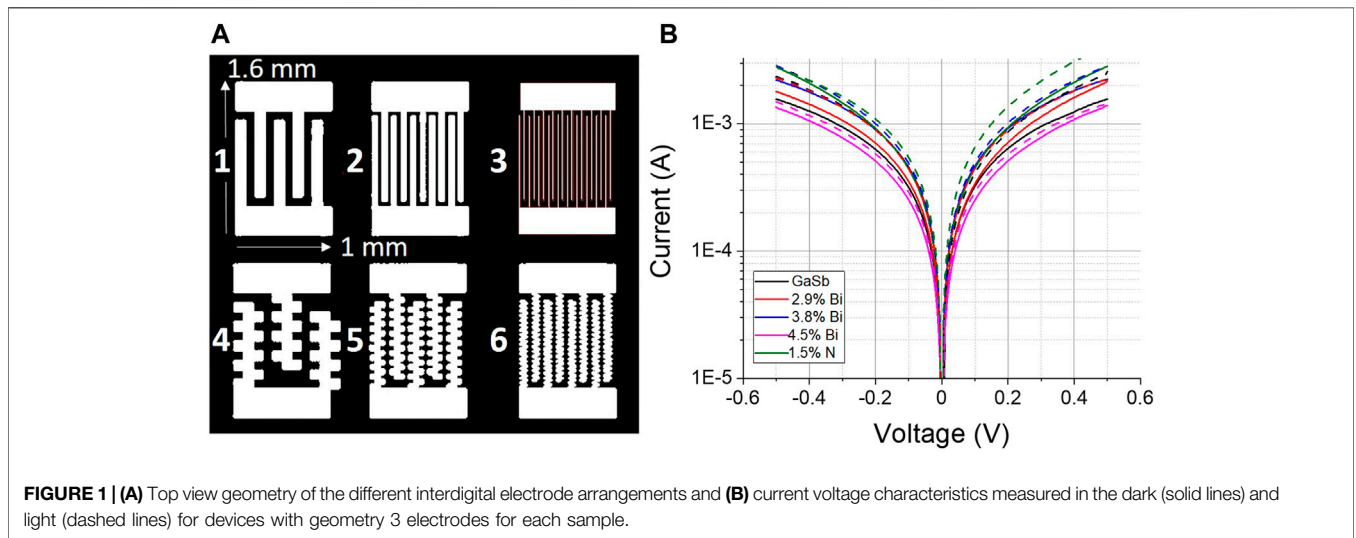 A
1.6 mm
1
2
3
1 mm
4
5
6
B
Current (A)
1E-3
1E-4
1E-5
GaSb
2.9% Bi
3.8% Bi
4.5% Bi
1.5% N
-0.6 -0.4 -0.2 0 0.2 0.4 0.6
Voltage (V)
FIGURE 1 | (A) Top view geometry of the different interdigital electrode arrangements and (B) current voltage characteristics measured in the dark (solid lines) and
light (dashed lines) for devices with geometry 3 electrodes for each sample.